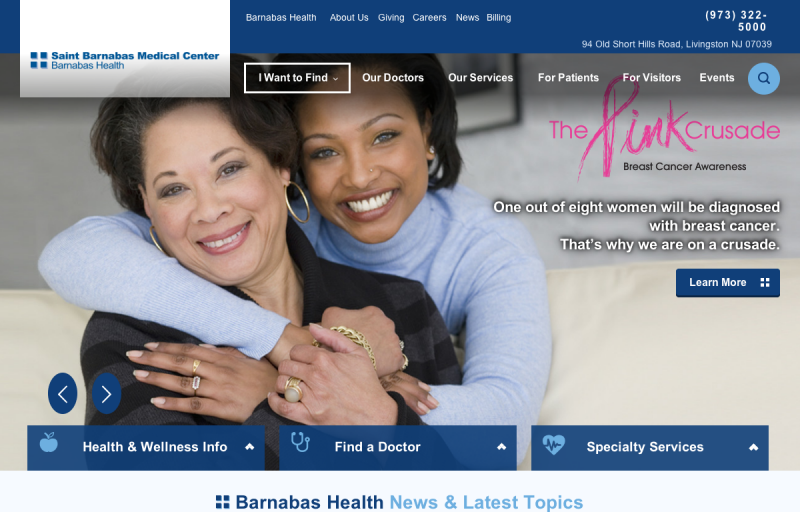 Barnabas Health About Us Giving Careers News Billing
(973) 322-
5000
94 Old Short Hills Road, Livingston NJ 07039
Saint Barnabas Medical Center
Barnabas Health
I Want to Find Our Doctors Our Services For Patients For Visitors Events
The Pink Crusade
Breast Cancer Awareness
One out of eight women will be diagnosed
with breast cancer.
That's why we are on a crusade.
Learn More
Health & Wellness Info Find a Doctor Specialty Services
Barnabas Health News & Latest Topics